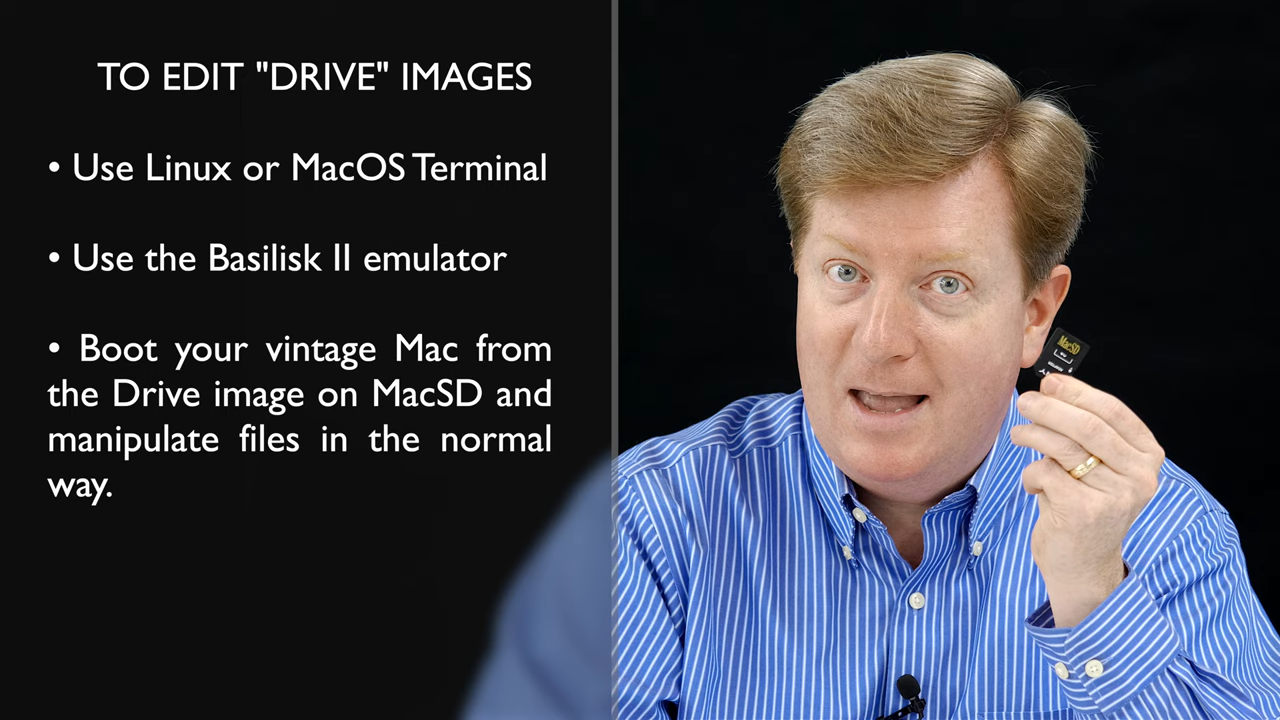 TO EDIT "DRIVE" IMAGES
• Use Linux or MacOS Terminal
• Use the Basilisk II emulator
• Boot your vintage Mac from
the Drive image on MacSD and
manipulate files in the normal
way.
MacSD